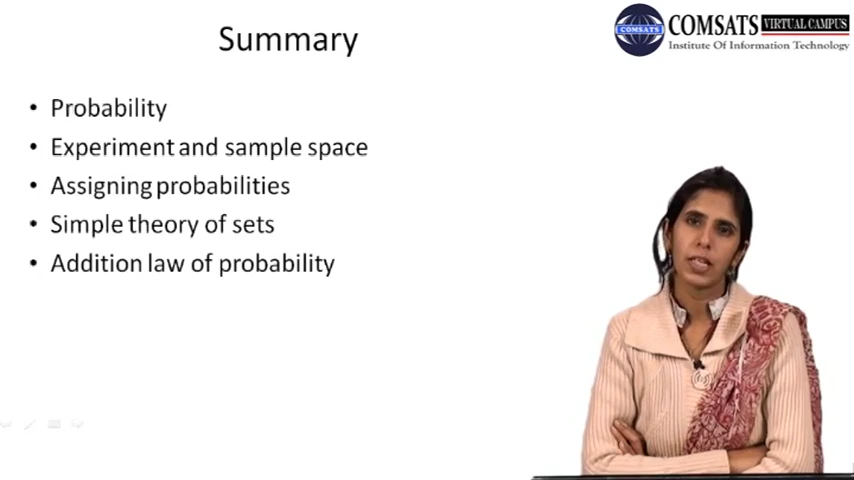 Summary
COMSATS
COMSATS VIRTUAL CAMPUS
Institute Of Information Technology
• Probability
• Experiment and sample space
• Assigning probabilities
• Simple theory of sets
• Addition law of probability